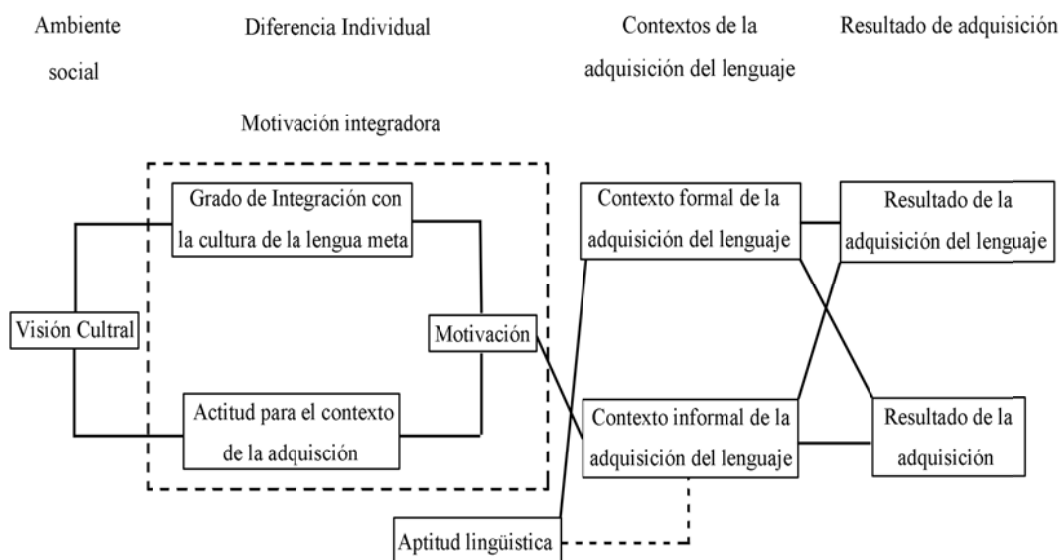 Ambiente
social
Diferencia Individual
Contextos de la
adquisición del lenguaje
Resultado de adquisición
Motivación integradora
Grado de Integración con
la cultura de la lengua meta
Contexto formal de la
adquisición del lenguaje
Resultado de la
adquisición del lenguaje
Visión Cultral
Motivación
Actitud para el contexto
de la adquisción
Contexto informal de la
adquisición del lenguaje
Resultado de la
adquisición
Aptitud lingüistica